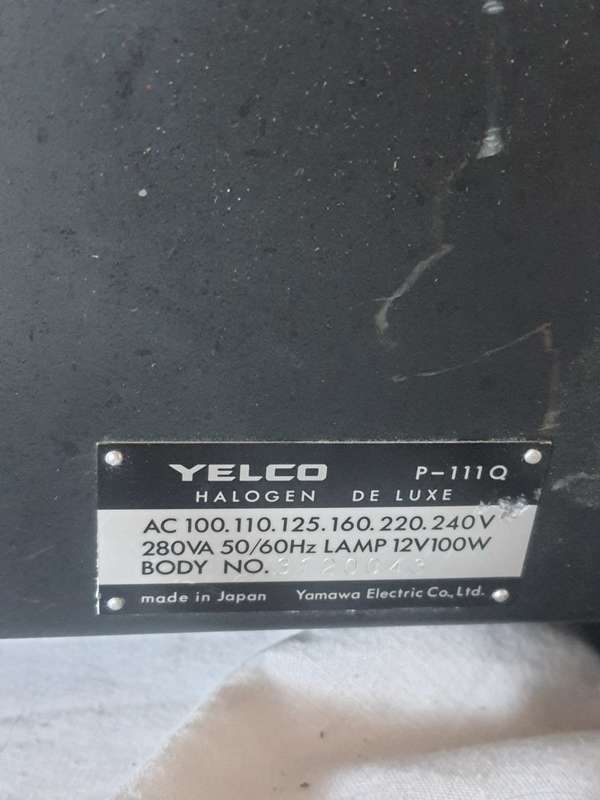 YELCO P-111Q
HALOGEN DE LUXE
AC 100.110.125.160.220.240V
280VA 50/60Hz LAMP 12V100W
BODY NO. 3120043
made in Japan Yamawa Electric Co., Ltd.